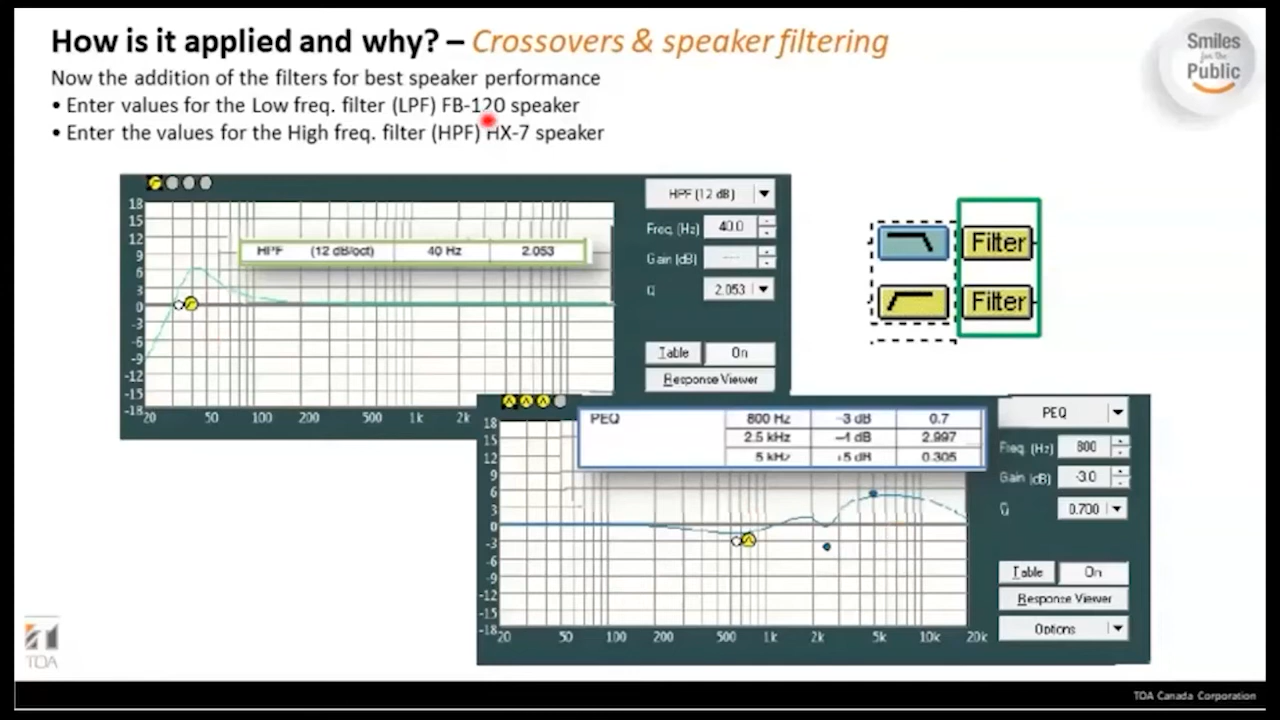 How is it applied and why? – Crossovers & speaker filtering
Smiles
for the
Public
Now the addition of the filters for best speaker performance
• Enter values for the Low freq. filter (LPF) FB-120 speaker
• Enter the values for the High freq. filter (HPF) HX-7 speaker
HPF (12 dB)
Freq. (Hz) 40.0
Gain (dB) ----
Q 2.053
Table On
Response Viewer
HPF (12 dB/oct) 40 Hz 2.053
18
15
12
9
6
3
0
-3
-6
-9
-12
-15
-18
20 50 100 200 500 1k 2k
Filter
Filter
PEQ 800 Hz –3 dB 0.7
2.5 kHz –4 dB 2.997
5 kHz +5 dB 0.305
18
15
12
9
6
3
0
-3
-6
-9
-12
-15
-18
20 50 100 200 500 1k 2k 5k 10k 20k
PEQ
Freq. (Hz) 800
Gain (dB) -3.0
Q 0.700
Table On
Response Viewer
Options
TOA
TOA Canada Corporation